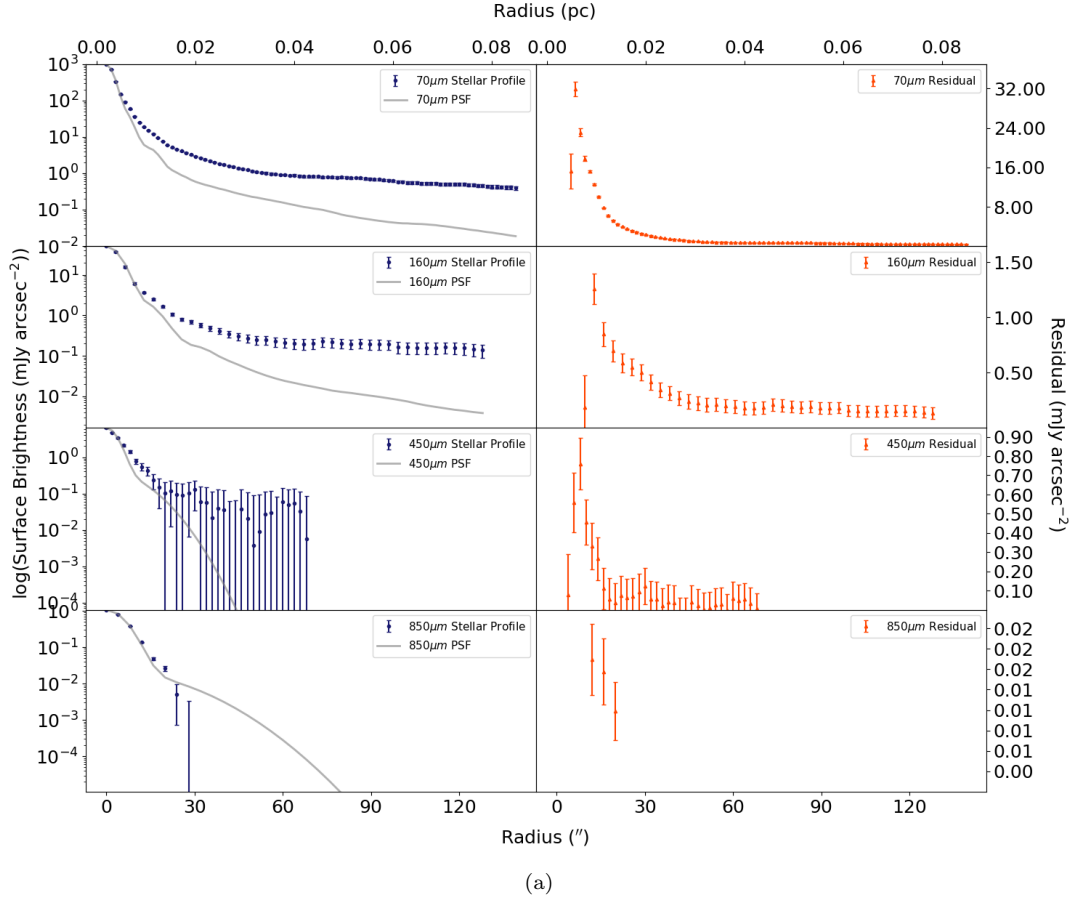 Radius (pc)
0.00 0.02 0.04 0.06 0.08 0.00 0.02 0.04 0.06 0.08
10³
10²
10¹
10⁰
10⁻¹
10⁻²
70μm Stellar Profile
70μm PSF
70μm Residual
32.00
24.00
16.00
8.00
10¹
10⁰
10⁻¹
10⁻²
160μm Stellar Profile
160μm PSF
160μm Residual
1.50
1.00
0.50
log(Surface Brightness (mJy arcsec⁻²))
Residual (mJy arcsec⁻²)
10⁰
10⁻¹
10⁻²
10⁻³
10⁻⁴
450μm Stellar Profile
450μm PSF
450μm Residual
0.90
0.80
0.70
0.60
0.50
0.40
0.30
0.20
0.10
10⁰
10⁻¹
10⁻²
10⁻³
10⁻⁴
850μm Stellar Profile
850μm PSF
850μm Residual
0.02
0.02
0.02
0.01
0.01
0.01
0.01
0.00
0 30 60 90 120 0 30 60 90 120
Radius (′′)
(a)